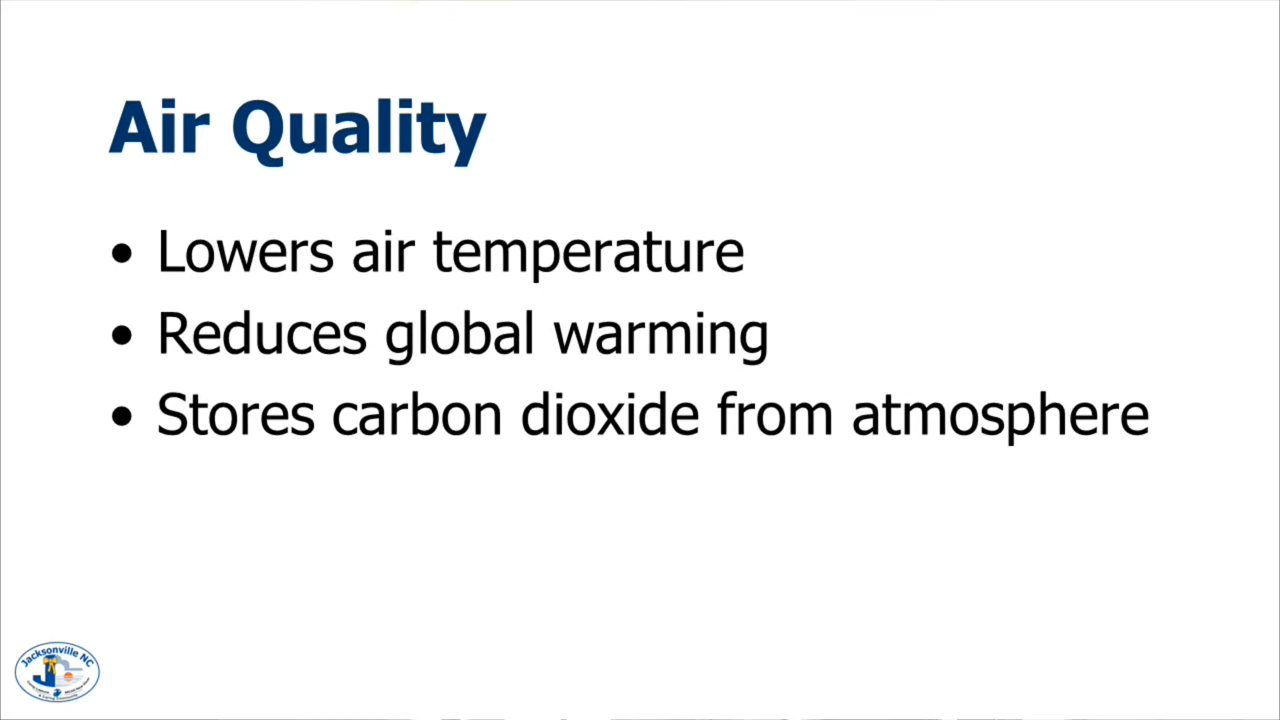 Air Quality
• Lowers air temperature
• Reduces global warming
• Stores carbon dioxide from atmosphere
Jacksonville NC